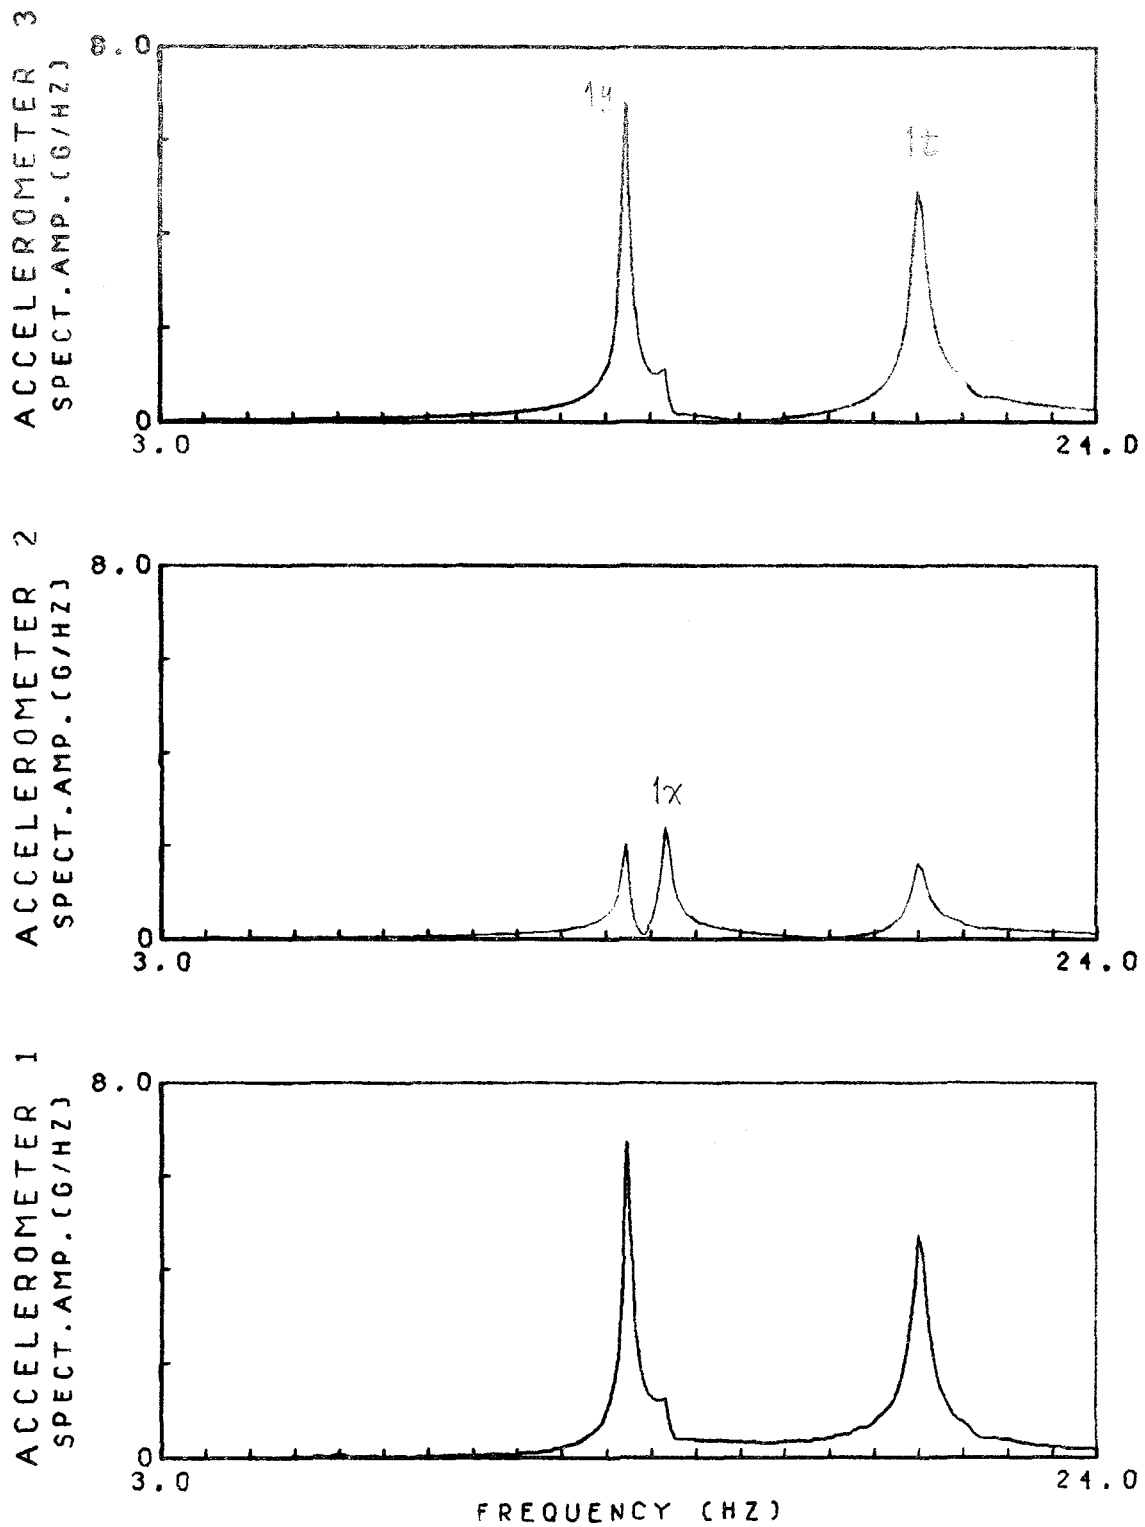 ACCELEROMETER 3
SPECT.AMP.(G/HZ)
8.0
1y
1t
0
3.0
24.0
ACCELEROMETER 2
SPECT.AMP.(G/HZ)
8.0
1x
0
3.0
24.0
ACCELEROMETER 1
SPECT.AMP.(G/HZ)
8.0
0
3.0
24.0
FREQUENCY (HZ)